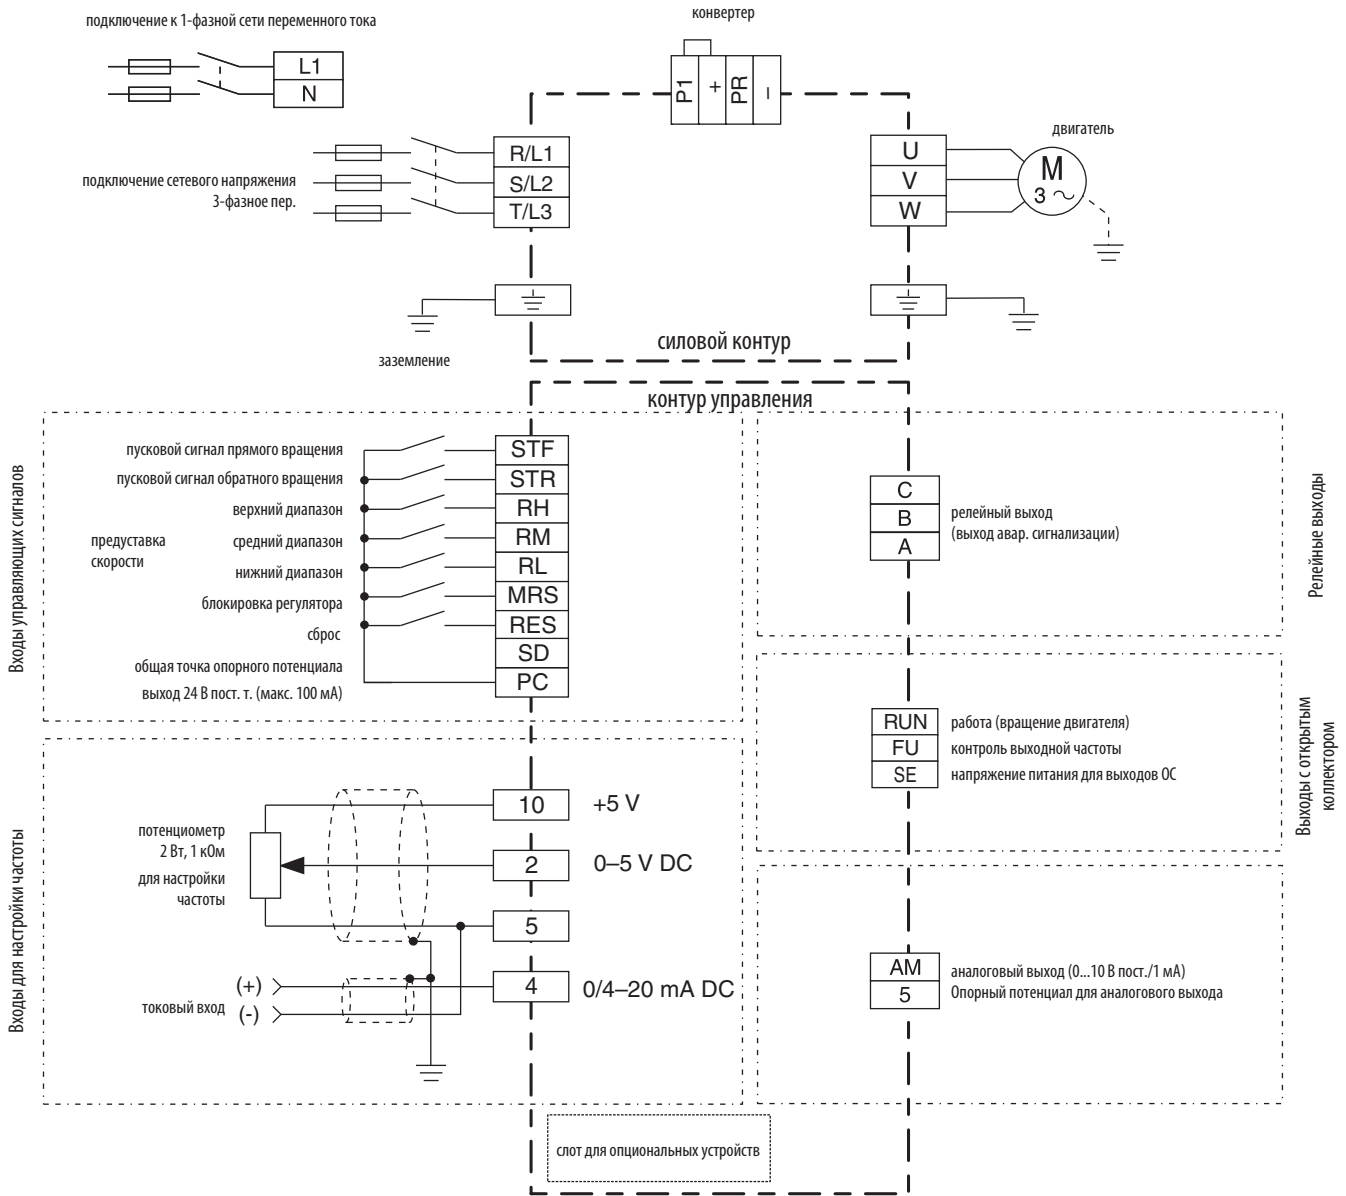 подключение к 1-фазной сети переменного тока
L1
N
конвертер
P1
+
PR
–
R/L1
S/L2
T/L3
подключение сетевого напряжения
3-фазное пер.
U
V
W
двигатель
M
3 ~
заземление
силовой контур
контур управления
Входы управляющих сигналов
пусковой сигнал прямого вращения
пусковой сигнал обратного вращения
верхний диапазон
предуставка
скорости
средний диапазон
нижний диапазон
блокировка регулятора
сброс
общая точка опорного потенциала
выход 24 В пост. т. (макс. 100 мА)
STF
STR
RH
RM
RL
MRS
RES
SD
PC
C
B
A
релейный выход
(выход авар. сигнализации)
Релейные выходы
RUN
FU
SE
работа (вращение двигателя)
контроль выходной частоты
напряжение питания для выходов ОС
Выходы с открытым
коллектором
Входы для настройки частоты
потенциометр
2 Вт, 1 кОм
для настройки
частоты
10
+5 V
2
0–5 V DC
5
4
0/4–20 mA DC
(+)
токовый вход
(-)
AM
5
аналоговый выход (0...10 В пост./1 мА)
Опорный потенциал для аналогового выхода
слот для опциональных устройств